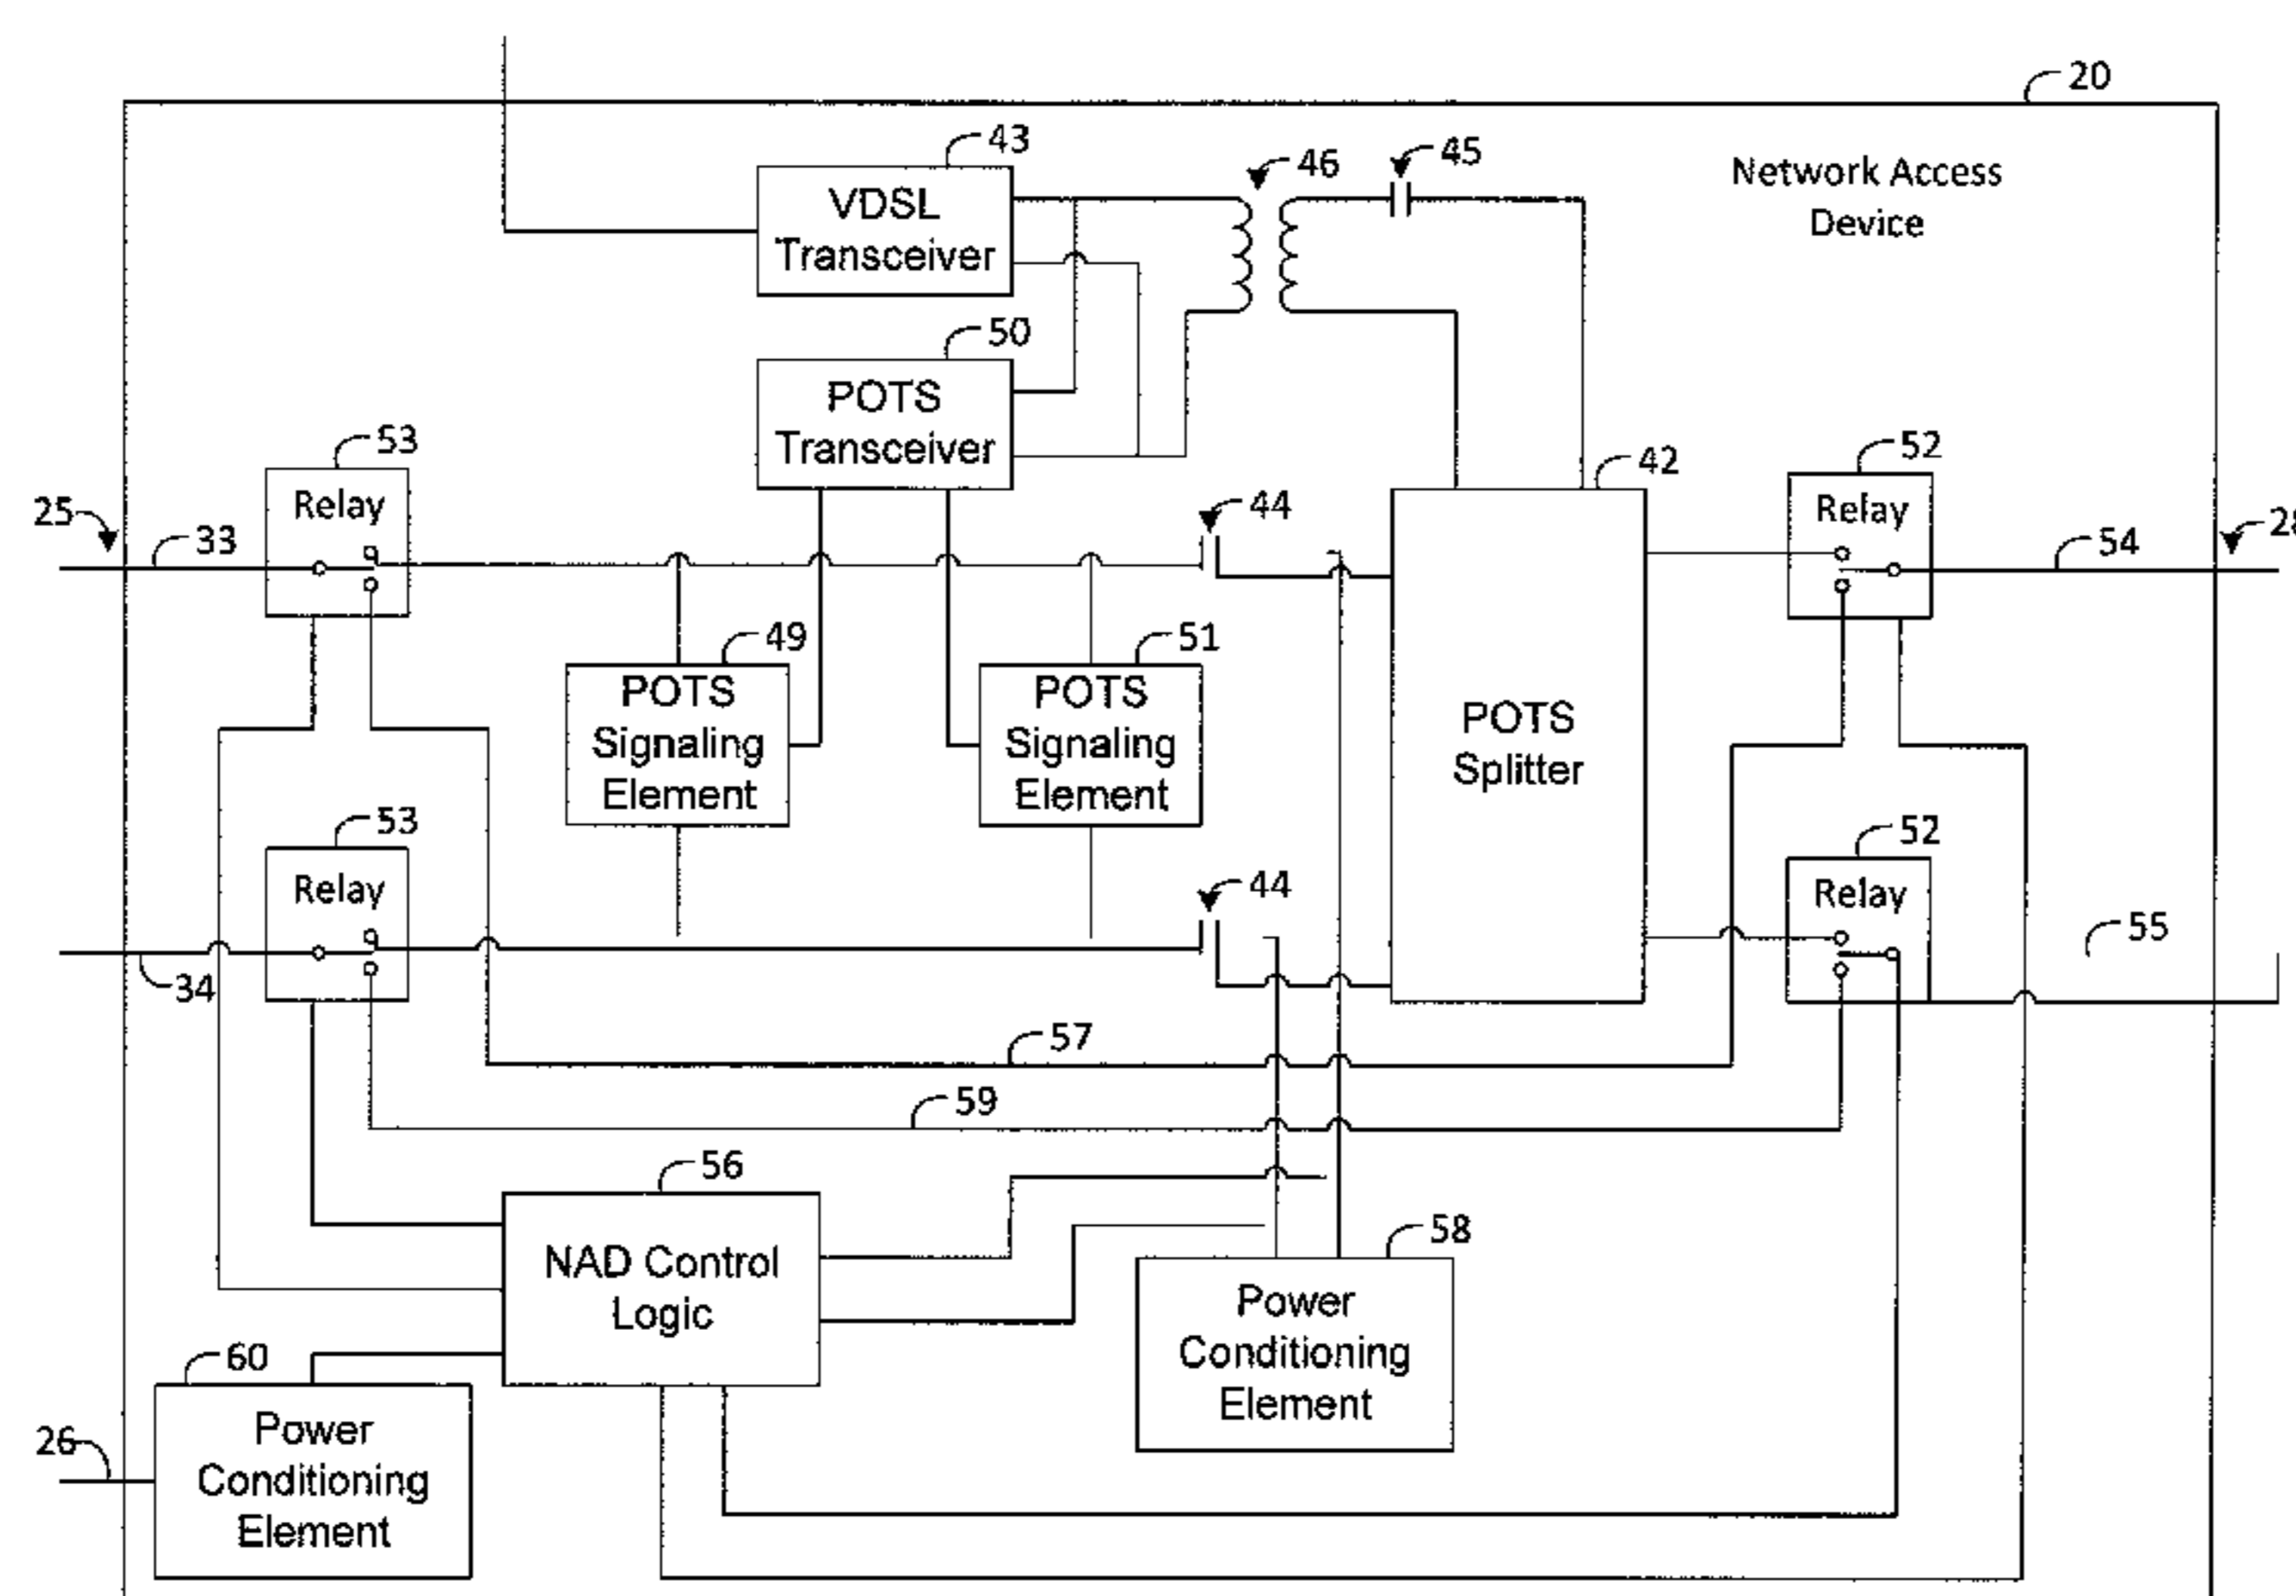 20
43
46
45
Network Access
Device
VDSL
Transceiver
50
POTS
Transceiver
53
Relay
44
42
52
Relay
25
33
54
49
POTS
Signaling
Element
51
POTS
Signaling
Element
POTS
Splitter
53
Relay
44
52
Relay
55
34
57
59
56
NAD Control
Logic
58
Power
Conditioning
Element
60
Power
Conditioning
Element
26